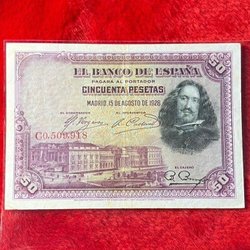 EL BANCO DE ESPAÑA
PAGARÁ AL PORTADOR
CINCUENTA PESETAS
MADRID, 15 DE AGOSTO DE 1928
EL GOBERNADOR
EL INTERVENTOR
C0,509,918
EL CAJERO
50
50
50